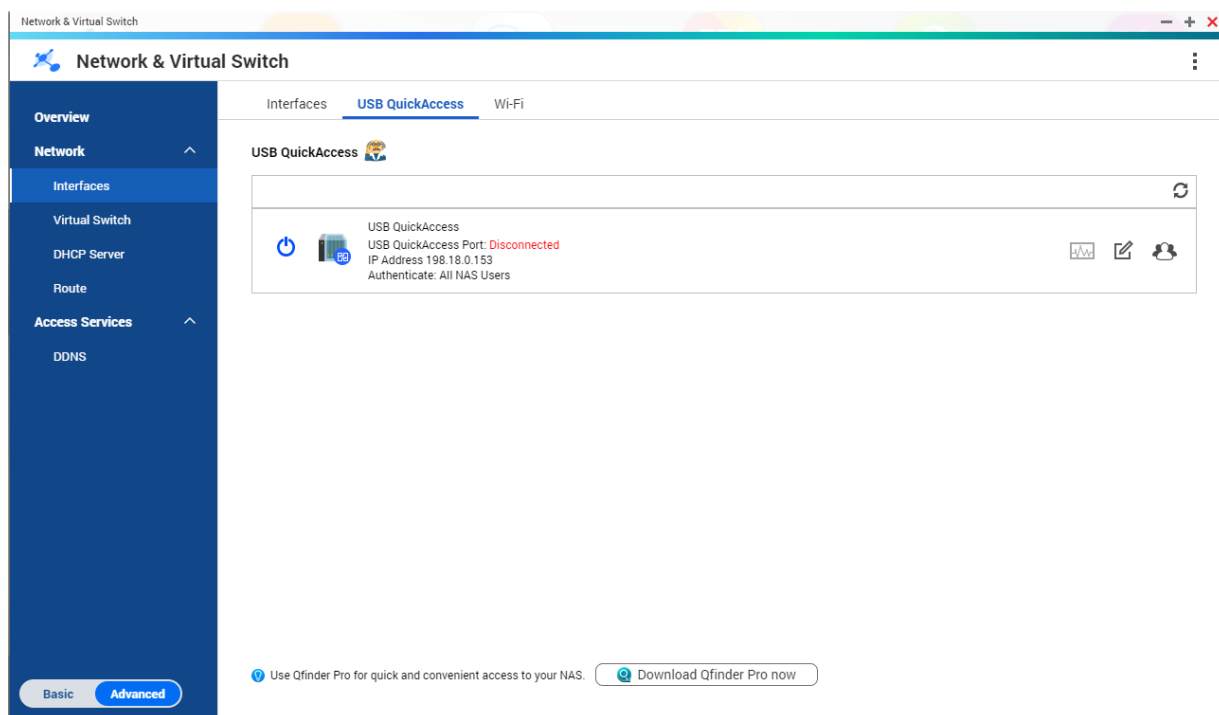 Network & Virtual Switch
Network & Virtual Switch
Overview
Network
Interfaces
Virtual Switch
DHCP Server
Route
Access Services
DDNS
Basic Advanced
Interfaces USB QuickAccess Wi-Fi
USB QuickAccess
USB QuickAccess
USB QuickAccess Port: Disconnected
IP Address 198.18.0.153
Authenticate: All NAS Users
Use Qfinder Pro for quick and convenient access to your NAS. Download Qfinder Pro now